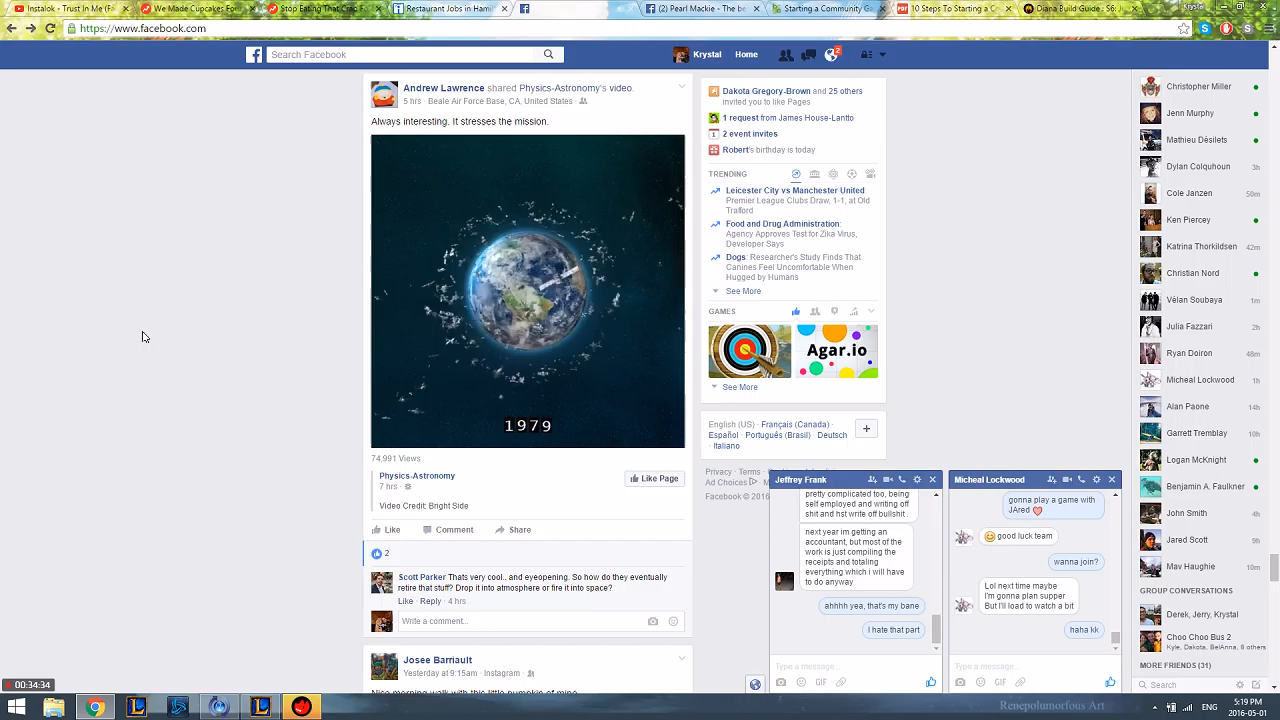 Instalok - Trust In Me (
We Made Cupcakes For
Stop Eating That Crap F
Restaurant Jobs in Hami
(2) Pearl Mackie - The be
Starting a Community G
10 Steps To Starting a C
Diana Build Guide - S6:
https://www.facebook.com
Search Facebook
Krystal
Home
2
Andrew Lawrence shared Physics-Astronomy's video.
5 hrs · Beale Air Force Base, CA, United States ·
Always interesting, It stresses the mission.
1979
74,991 Views
Physics-Astronomy
7 hrs ·
Like Page
Video Credit: Bright Side
Like Comment Share
2
Scott Parker Thats very cool.. and eyeopening. So how do they eventually
retire that stuff? Drop it into atmosphere or fire it into space?
Like · Reply · 4 hrs
Write a comment...
Josee Barriault
Yesterday at 9:15am · Instagram ·
Nice morning walk with this little pumpkin of mine
Dakota Gregory-Brown and 25 others
invited you to like Pages
1 request from James House-Lantto
2 event invites
Robert's birthday is today
TRENDING
Leicester City vs Manchester United:
Premier League Clubs Draw, 1-1, at Old
Trafford
Food and Drug Administration:
Agency Approves Test for Zika Virus,
Developer Says
Dogs: Researcher's Study Finds That
Canines Feel Uncomfortable When
Hugged by Humans
See More
GAMES
Agar.io
See More
English (US) · Français (Canada) ·
Español · Português (Brasil) · Deutsch
· Italiano
Privacy · Terms ·
Ad Choices
Facebook © 2016
Jeffrey Frank
pretty complicated too, being
self employed and writing off
shit and hst write off bullshit .
next year im getting an
accountant, but most of the
work is just compiling the
receipts and totaling
everything which i will have
to do anyway
ahhhh yea, that's my bane
I hate that part
Type a message...
GIF
Micheal Lockwood
gonna play a game with
JAred
good luck team
wanna join?
Lol next time maybe
I'm gonna plan supper
But I'll load to watch a bit
haha kk
Type a message...
GIF
Christopher Miller
Jenn Murphy
Mathieu Désilets
Dylan Colquhoun 3h
Cole Janzen 50m
Ken Piercey
Katrina Thorkildsen 42m
Christian Nord
Vèlan Soubaya 1m
Julia Fazzari 2h
Ryan Doiron 48m
Micheal Lockwood 1h
Alan Paone 14h
Garrett Tremblay 10h
Logan McKnight
Benjamin A. Faulkner
John Smith 4h
Jared Scott 9h
Mav Haughie 10m
GROUP CONVERSATIONS
Derek, Jerry, Krystal
Choo Choo Bus 2
Kyle, Dakota, BelAnna, 8 others
MORE FRIENDS (31)
Search
00:34:34
Renepolumorfous Art
ENG
5:19 PM
2016-05-01